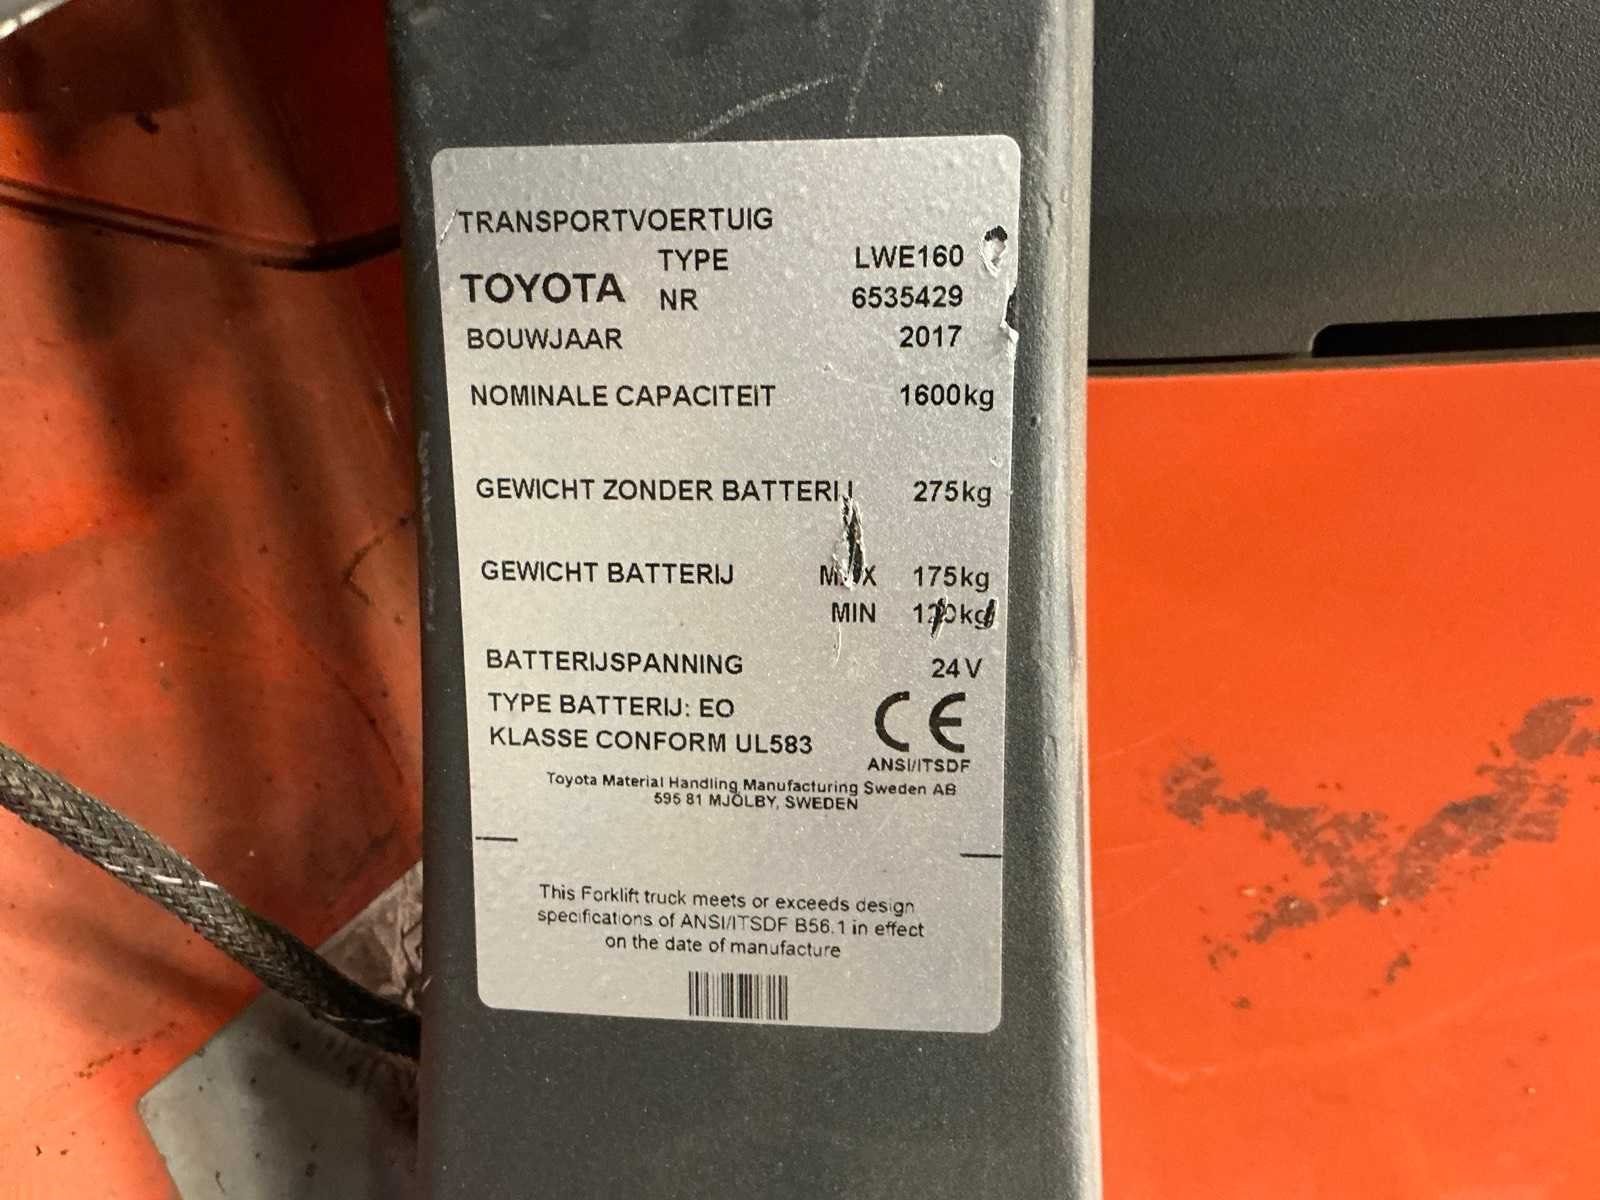 TRANSPORTVOERTUIG
TYPE LWE160
TOYOTA
NR 6535429
BOUWJAAR 2017
NOMINALE CAPACITEIT 1600kg
GEWICHT ZONDER BATTERIJ 275kg
GEWICHT BATTERIJ MAX 175kg
MIN
BATTERIJSPANNING 24V
TYPE BATTERIJ: EO
KLASSE CONFORM UL583
CE
ANSI/ITSDF
Toyota Material Handling Manufacturing Sweden AB
595 81 MJÖLBY, SWEDEN
This Forklift truck meets or exceeds design
specifications of ANSI/ITSDF B56.1 in effect
on the date of manufacture